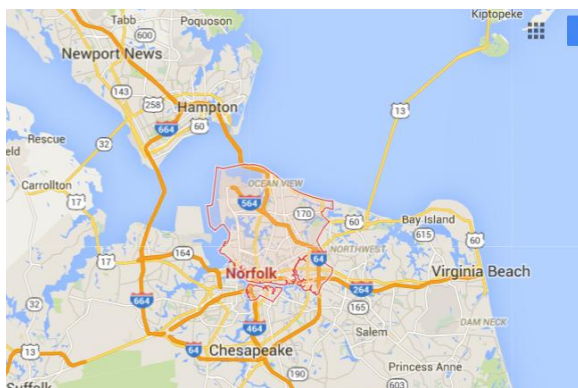 Kiptopeke
Tabb
Poquoson
600
Newport News
143
258
Hampton
13
664
60
Rescue
32
Carrollton
17
OCEAN VIEW
564
170
60
Bay Island
615
60
17
164
64
NORTHWEST
Norfolk
Virginia Beach
264
32
664
165
464
Salem
DAM NECK
13
64
Chesapeake
190
Princess Anne
603